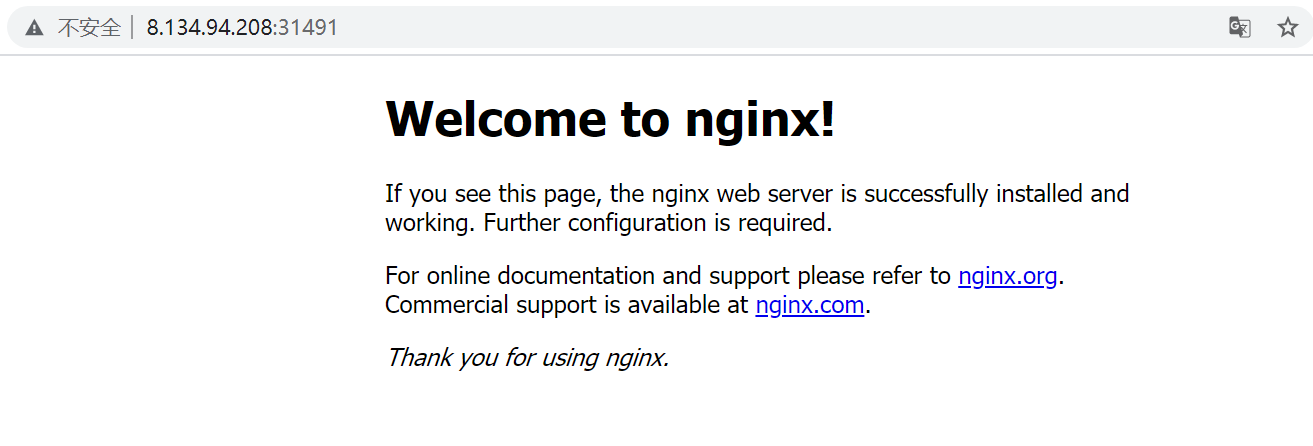 不安全 8.134.94.208:31491
Welcome to nginx!
If you see this page, the nginx web server is successfully installed and
working. Further configuration is required.
For online documentation and support please refer to nginx.org.
Commercial support is available at nginx.com.
Thank you for using nginx.